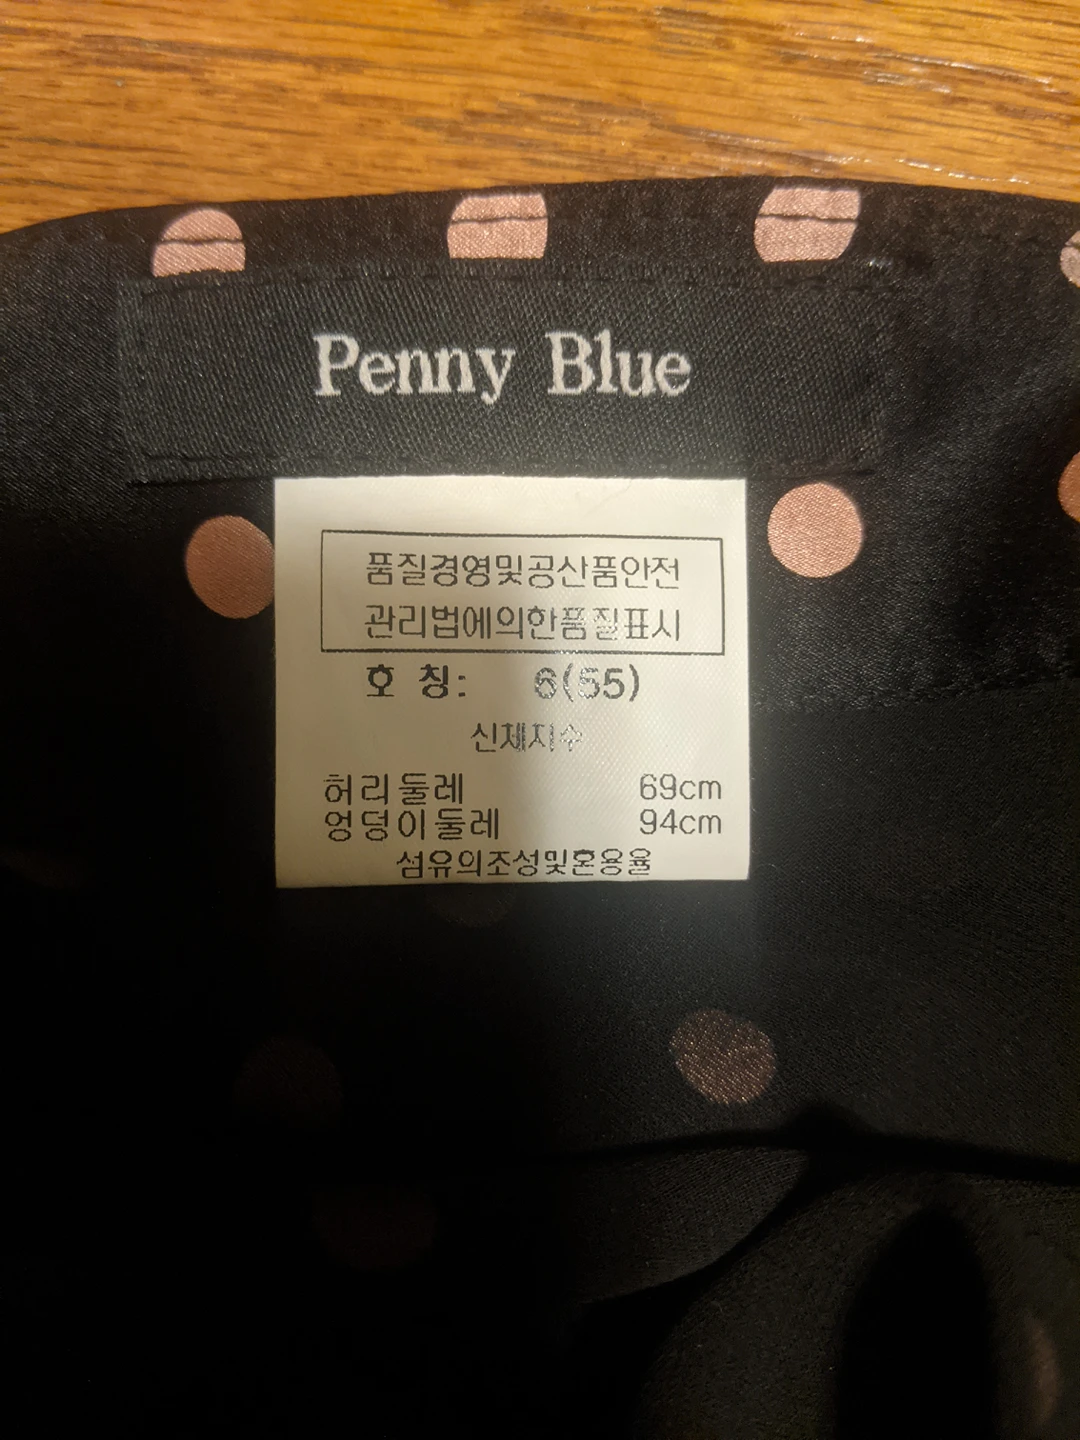 Penny Blue
품질경영및공산품안전
관리법에의한품질표시
호 칭: 6(55)
신체지수
허리둘레 69cm
엉덩이둘레 94cm
섬유의조성및혼용율